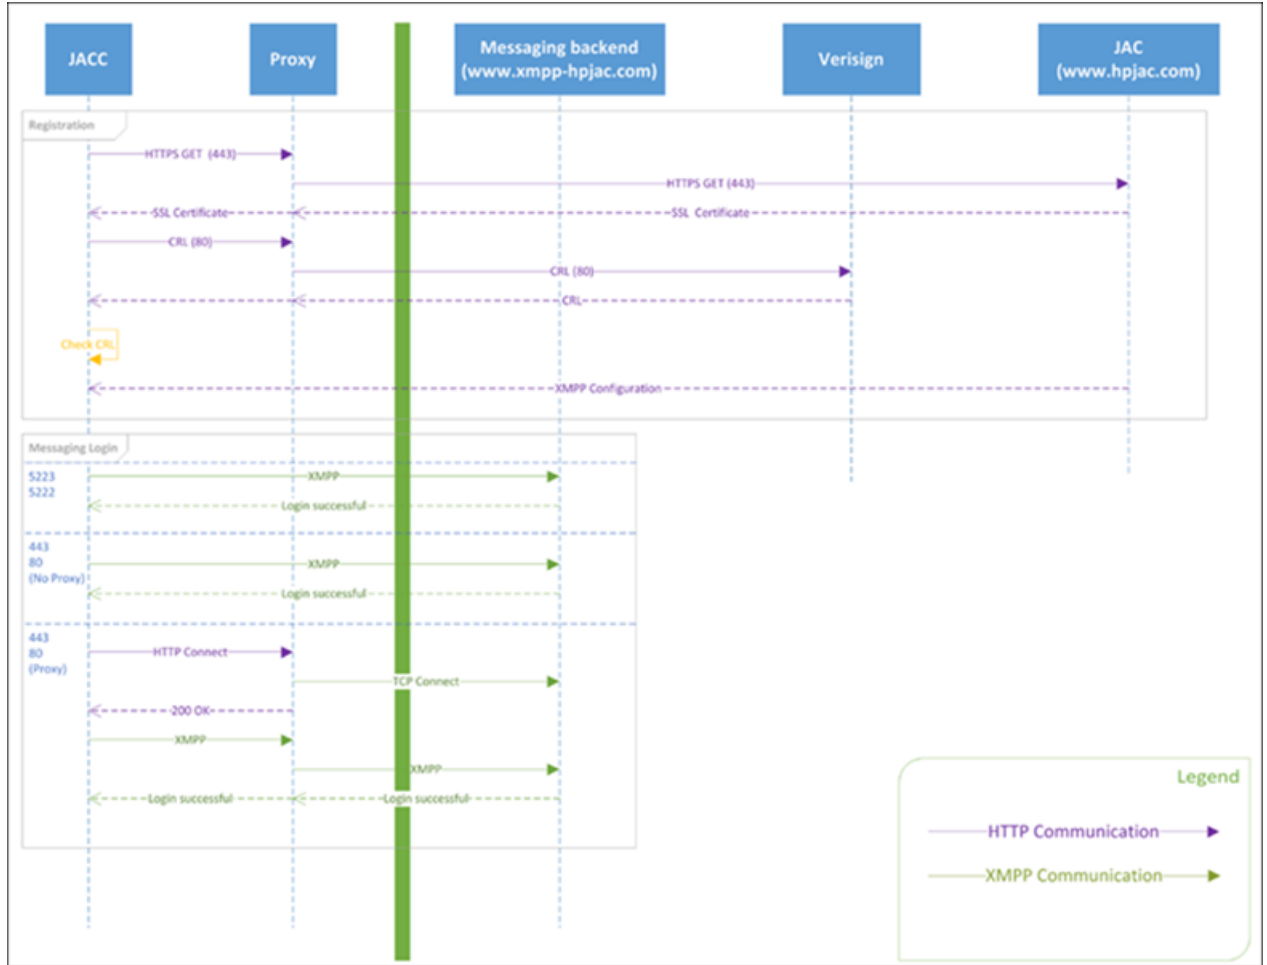 JACC
Proxy
Messaging backend
(www.xmpp-hpjac.com)
Verisign
JAC
(www.hpjac.com)
Registration
HTTPS GET (443)
HTTPS GET (443)
SSL Certificate
SSL Certificate
CRL (80)
CRL (80)
CRL
Check CRL
XMPP Configuration
Messaging Login
5223
5222
XMPP
Login successful
443
80
(No Proxy)
XMPP
Login successful
443
80
(Proxy)
HTTP Connect
TCP Connect
200 OK
XMPP
XMPP
Login successful
Login successful
Legend
HTTP Communication
XMPP Communication